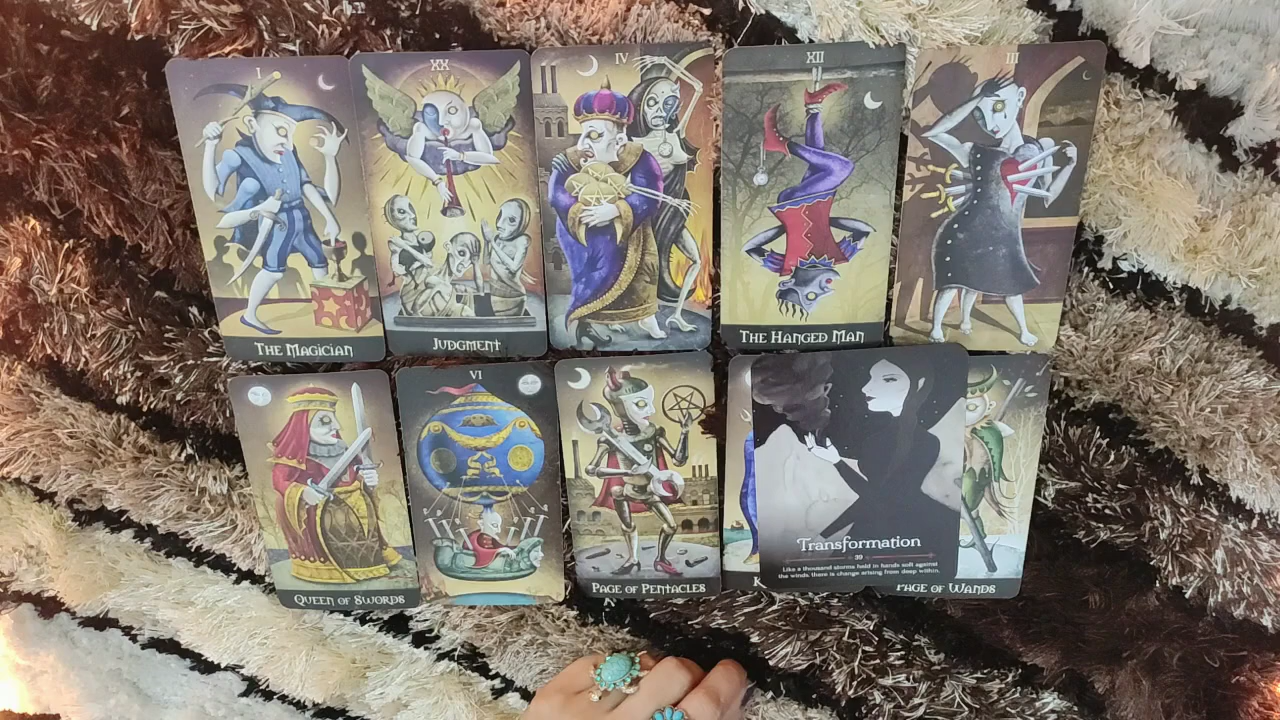 I
THE MAGICIAN
XX
JUDGMENT
IV
XII
THE HANGED MAN
III
QUEEN OF SWORDS
VI
PAGE OF PENTACLES
K
Transformation
39
Like a thousand storms held in hands soft against
the winds there is change arising from deep within.
PAGE OF WANDS